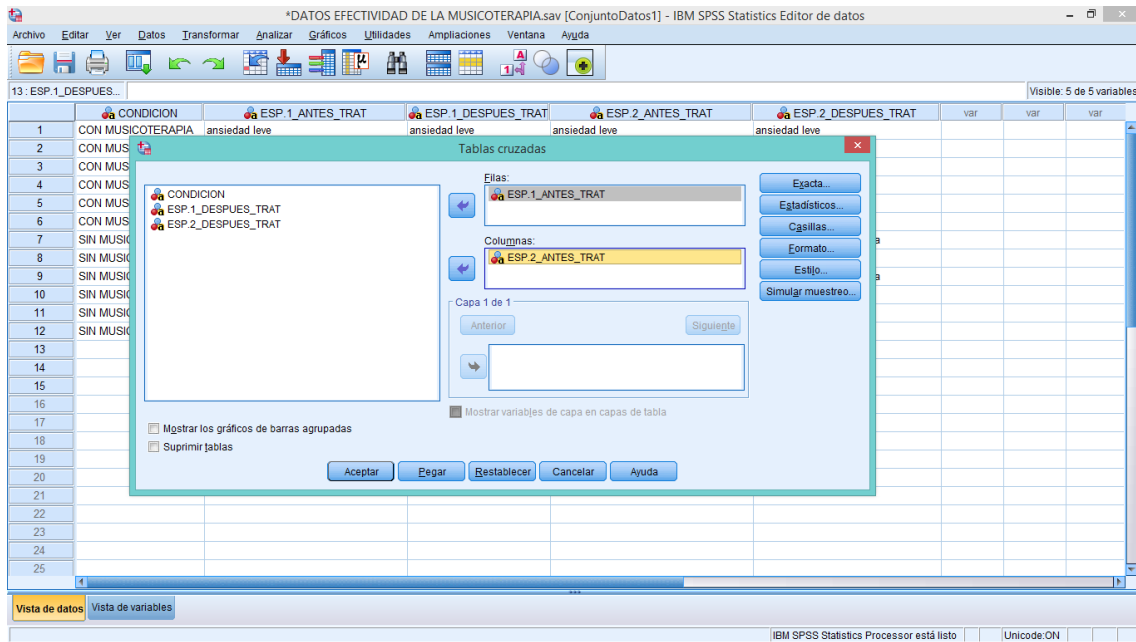 *DATOS EFECTIVIDAD DE LA MUSICOTERAPIA.sav [ConjuntoDatos1] - IBM SPSS Statistics Editor de datos
Archivo Editar Ver Datos Transformar Analizar Gráficos Utilidades Ampliaciones Ventana Ayuda
13 : ESP.1_DESPUES... Visible: 5 de 5 variables
CONDICION ESP.1_ANTES_TRAT ESP.1_DESPUES_TRAT ESP.2_ANTES_TRAT ESP.2_DESPUES_TRAT var var var
1 CON MUSICOTERAPIA ansiedad leve ansiedad leve ansiedad leve ansiedad leve
2 CON MUS
3 CON MUS
4 CON MUS
5 CON MUS
6 CON MUS
7 SIN MUSIC a
8 SIN MUSIC
9 SIN MUSIC a
10 SIN MUSIC
11 SIN MUSIC
12 SIN MUSIC
13
14
15
16
17
18
19
20
21
22
23
24
25
Tablas cruzadas
CONDICION
ESP.1_DESPUES_TRAT
ESP.2_DESPUES_TRAT
Filas:
ESP.1_ANTES_TRAT
Columnas:
ESP.2_ANTES_TRAT
Capa 1 de 1
Anterior Siguiente
Mostrar variables de capa en capas de tabla
Exacta...
Estadísticos...
Casillas...
Formato...
Estilo...
Simular muestreo...
Mostrar los gráficos de barras agrupadas
Suprimir tablas
Aceptar Pegar Restablecer Cancelar Ayuda
Vista de datos Vista de variables
IBM SPSS Statistics Processor está listo Unicode:ON